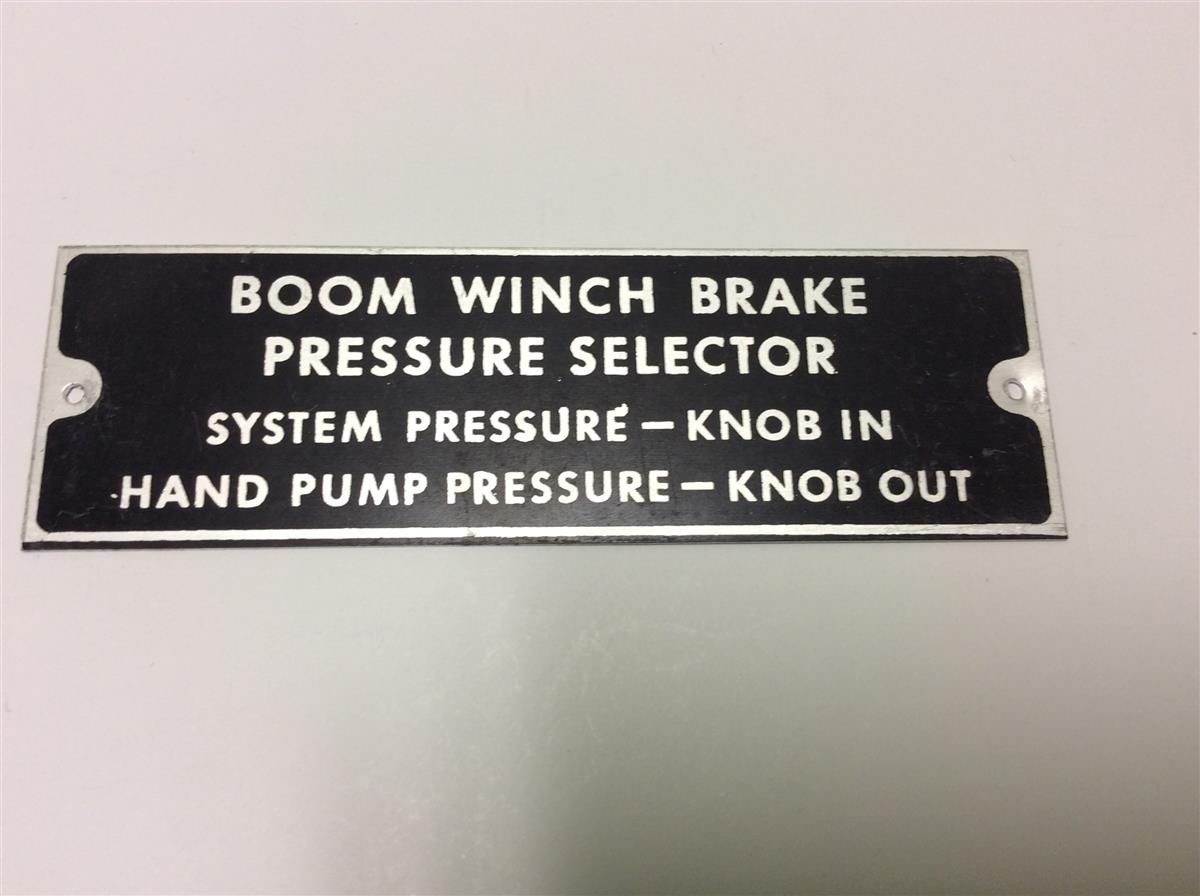 BOOM WINCH BRAKE
PRESSURE SELECTOR
SYSTEM PRESSURE – KNOB IN
HAND PUMP PRESSURE – KNOB OUT